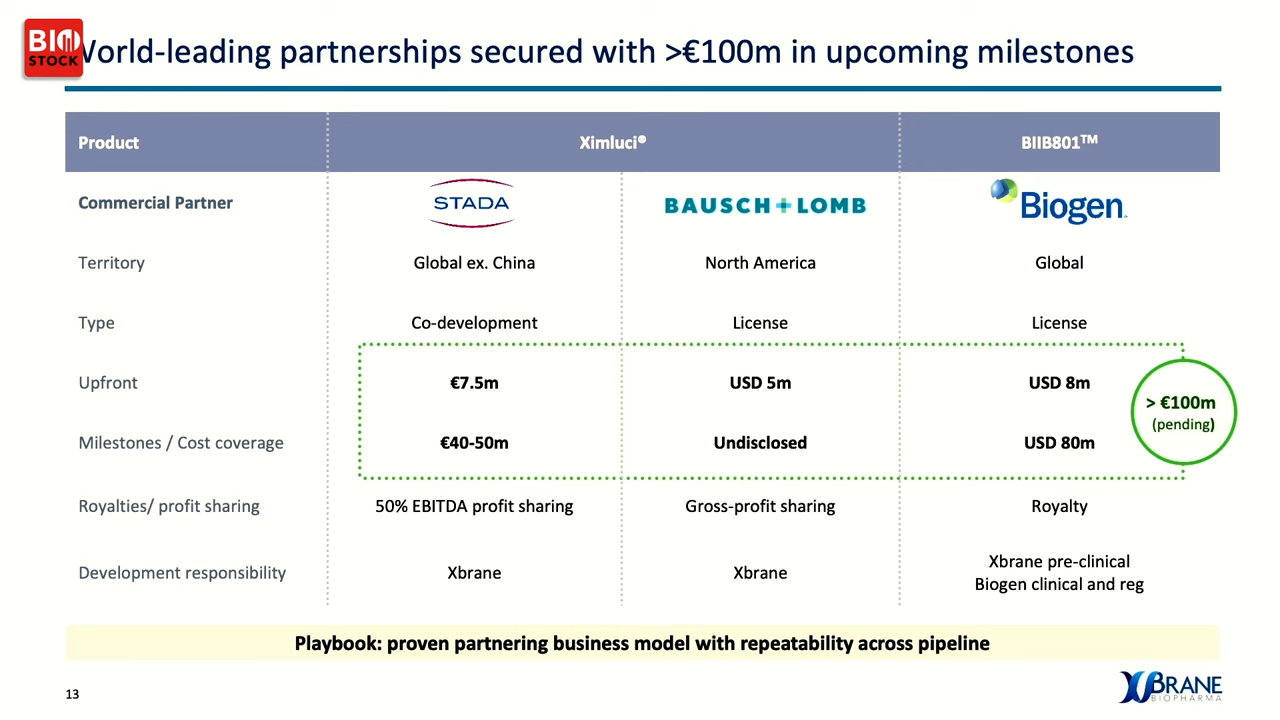 BIO
STOCK
World-leading partnerships secured with >€100m in upcoming milestones
Product Ximluci® BIIB801™
Commercial Partner STADA BAUSCH + LOMB Biogen
Territory Global ex. China North America Global
Type Co-development License License
Upfront €7.5m USD 5m USD 8m
> €100m
(pending)
Milestones / Cost coverage €40-50m Undisclosed USD 80m
Royalties/ profit sharing 50% EBITDA profit sharing Gross-profit sharing Royalty
Development responsibility Xbrane Xbrane Xbrane pre-clinical
Biogen clinical and reg
Playbook: proven partnering business model with repeatability across pipeline
13
XBRANE
BIOPHARMA